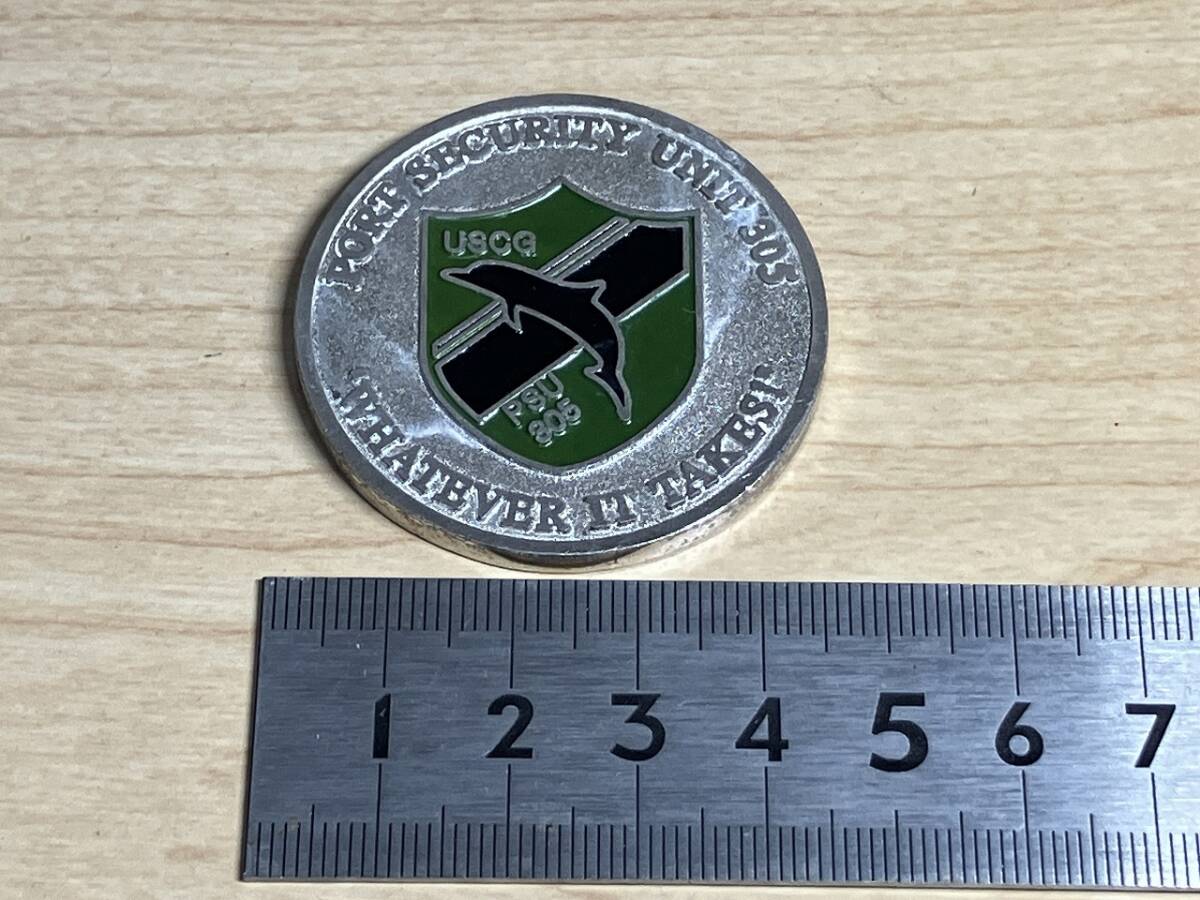 PORT SECURITY UNIT 305
USCG
PSU
305
"WHATEVER IT TAKES!"
1 2 3 4 5 6 7